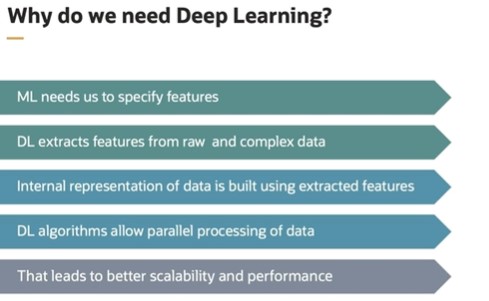 Why do we need Deep Learning?
ML needs us to specify features
DL extracts features from raw and complex data
Internal representation of data is built using extracted features
DL algorithms allow parallel processing of data
That leads to better scalability and performance